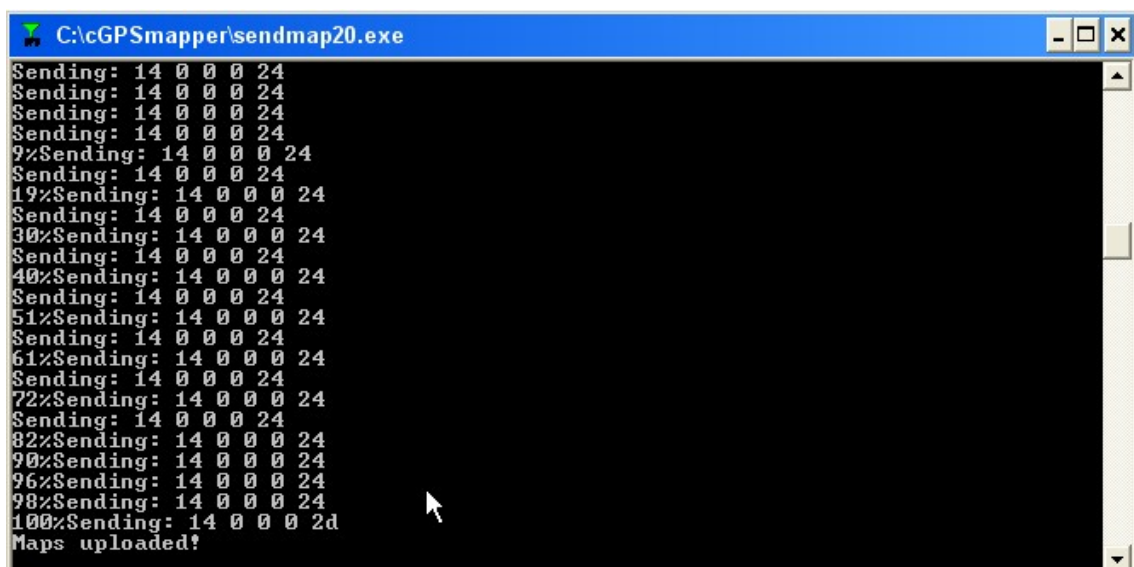 C:\cGPSmapper\sendmap20.exe
Sending: 14 0 0 0 24
Sending: 14 0 0 0 24
Sending: 14 0 0 0 24
Sending: 14 0 0 0 24
9%Sending: 14 0 0 0 24
Sending: 14 0 0 0 24
19%Sending: 14 0 0 0 24
Sending: 14 0 0 0 24
30%Sending: 14 0 0 0 24
Sending: 14 0 0 0 24
40%Sending: 14 0 0 0 24
Sending: 14 0 0 0 24
51%Sending: 14 0 0 0 24
Sending: 14 0 0 0 24
61%Sending: 14 0 0 0 24
Sending: 14 0 0 0 24
72%Sending: 14 0 0 0 24
Sending: 14 0 0 0 24
82%Sending: 14 0 0 0 24
90%Sending: 14 0 0 0 24
96%Sending: 14 0 0 0 24
98%Sending: 14 0 0 0 24
100%Sending: 14 0 0 0 2d
Maps uploaded!